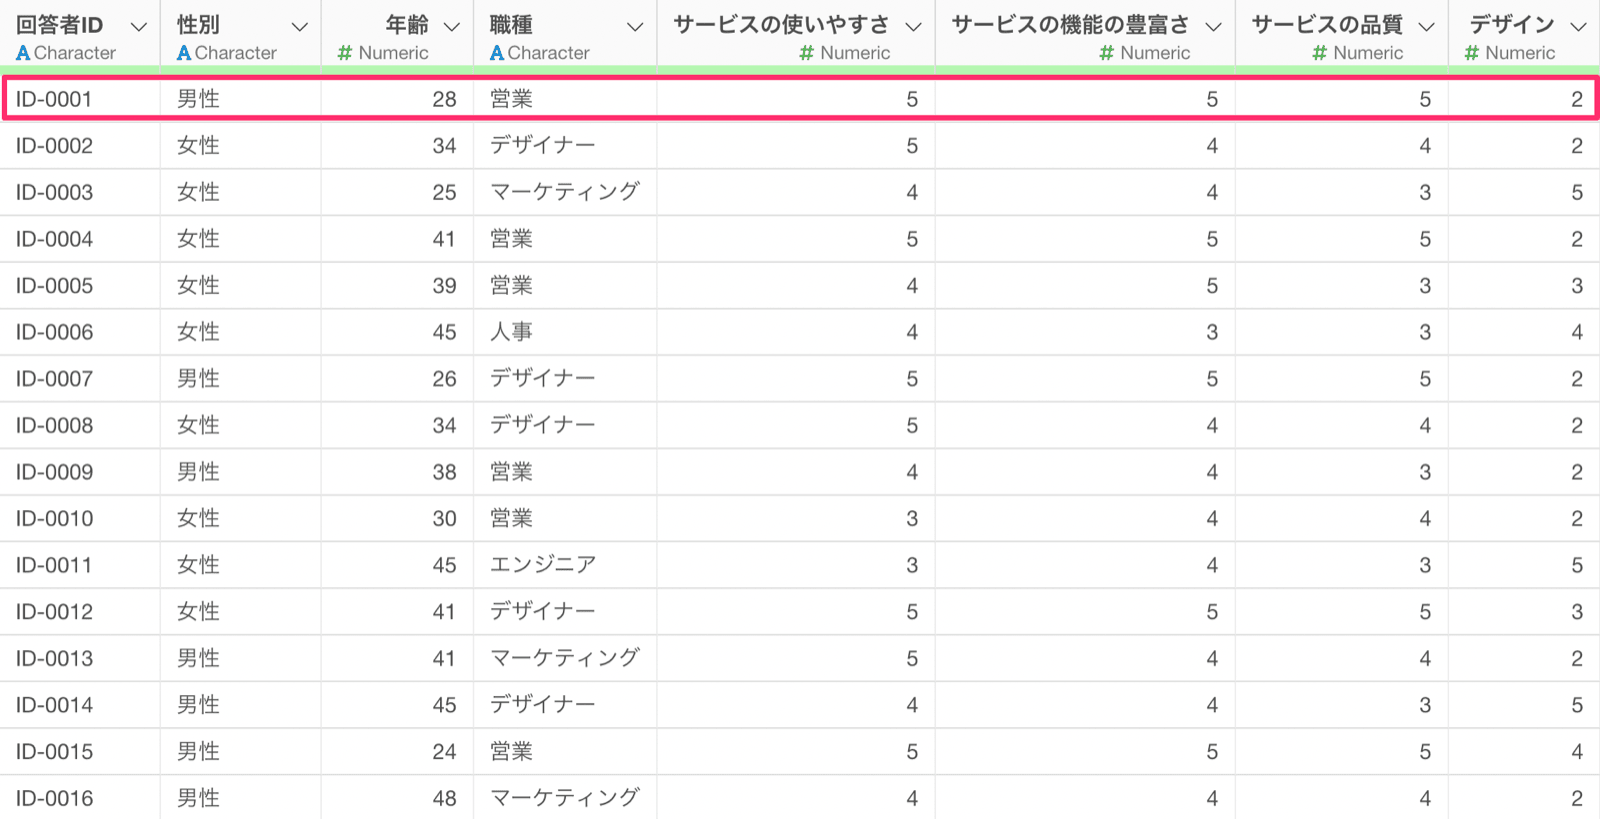 回答者ID 性別 年齢 職種 サービスの使いやすさ サービスの機能の豊富さ サービスの品質 デザイン
A Character A Character # Numeric A Character # Numeric # Numeric # Numeric # Numeric
ID-0001 男性 28 営業 5 5 5 2
ID-0002 女性 34 デザイナー 5 4 4 2
ID-0003 女性 25 マーケティング 4 4 3 5
ID-0004 女性 41 営業 5 5 5 2
ID-0005 女性 39 営業 4 5 3 3
ID-0006 女性 45 人事 4 3 3 4
ID-0007 男性 26 デザイナー 5 5 5 2
ID-0008 女性 34 デザイナー 5 4 4 2
ID-0009 男性 38 営業 4 4 3 2
ID-0010 女性 30 営業 3 4 4 2
ID-0011 女性 45 エンジニア 3 4 3 5
ID-0012 女性 41 デザイナー 5 5 5 3
ID-0013 男性 41 マーケティング 5 4 4 2
ID-0014 男性 45 デザイナー 4 4 3 5
ID-0015 男性 24 営業 5 5 5 4
ID-0016 男性 48 マーケティング 4 4 4 2